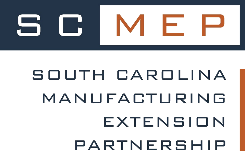 SC MEP
SOUTH CAROLINA
MANUFACTURING
EXTENSION
PARTNERSHIP